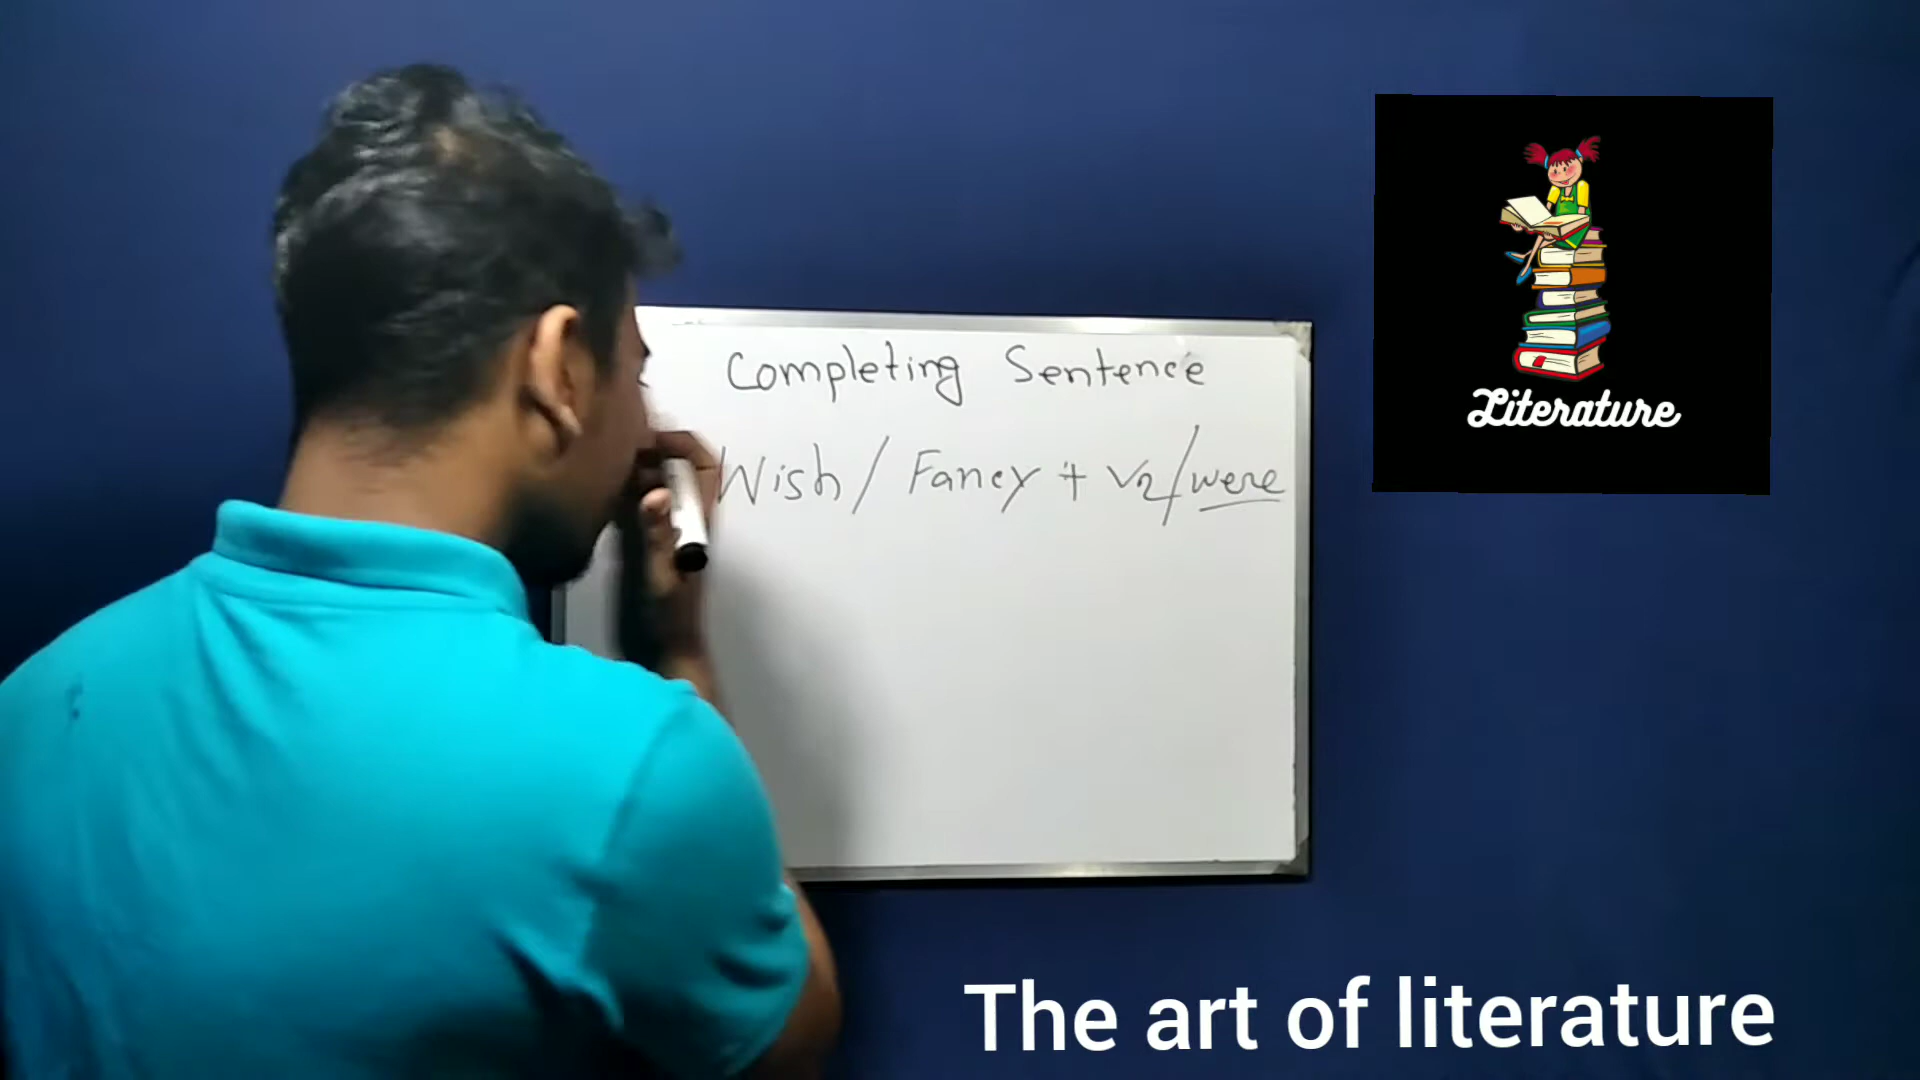 Completing Sentence
Wish / Fancy + V2/were
Literature
The art of literature